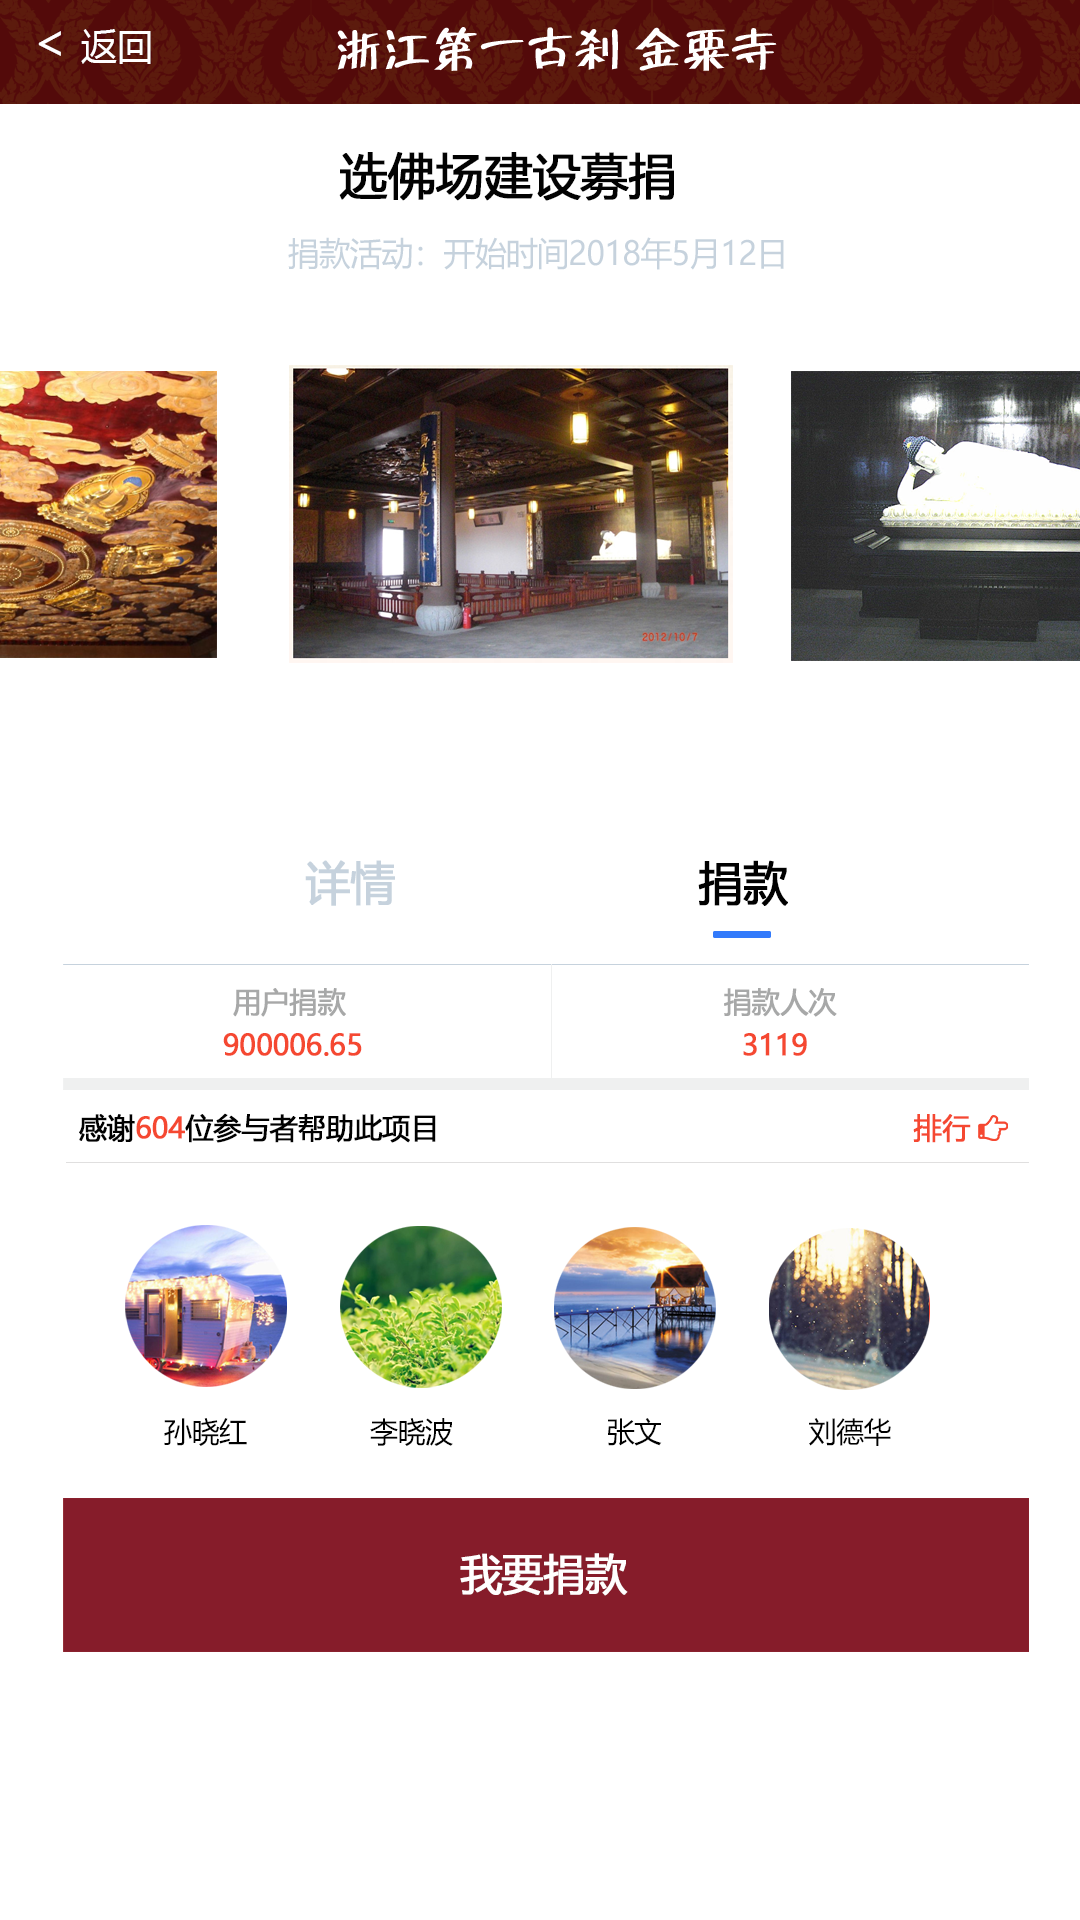 < 返回
浙江第一古刹 金粟寺
选佛场建设募捐
捐款活动：开始时间2018年5月12日
2012/10/7
详情
捐款
用户捐款
捐款人次
900006.65
3119
感谢604位参与者帮助此项目
排行
孙晓红
李晓波
张文
刘德华
我要捐款